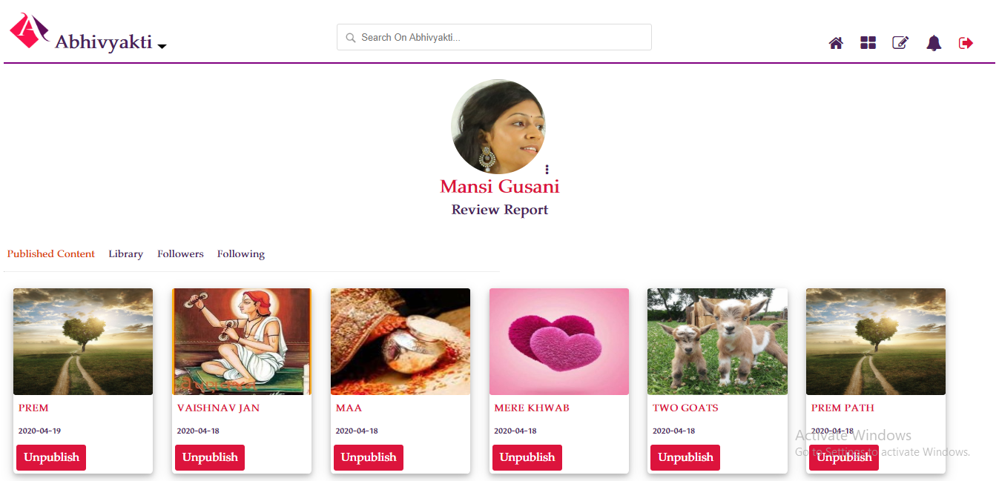 Abhivyakti
Search On Abhivyakti...
Mansi Gusani
Review Report
Published Content Library Followers Following
PREM
2020-04-19
Unpublish
VAISHNAV JAN
2020-04-18
Unpublish
MAA
2020-04-18
Unpublish
MERE KHWAB
2020-04-18
Unpublish
TWO GOATS
2020-04-18
Unpublish
PREM PATH
2020-04-18
Unpublish
Activate Windows
Go to Settings to activate Windows.